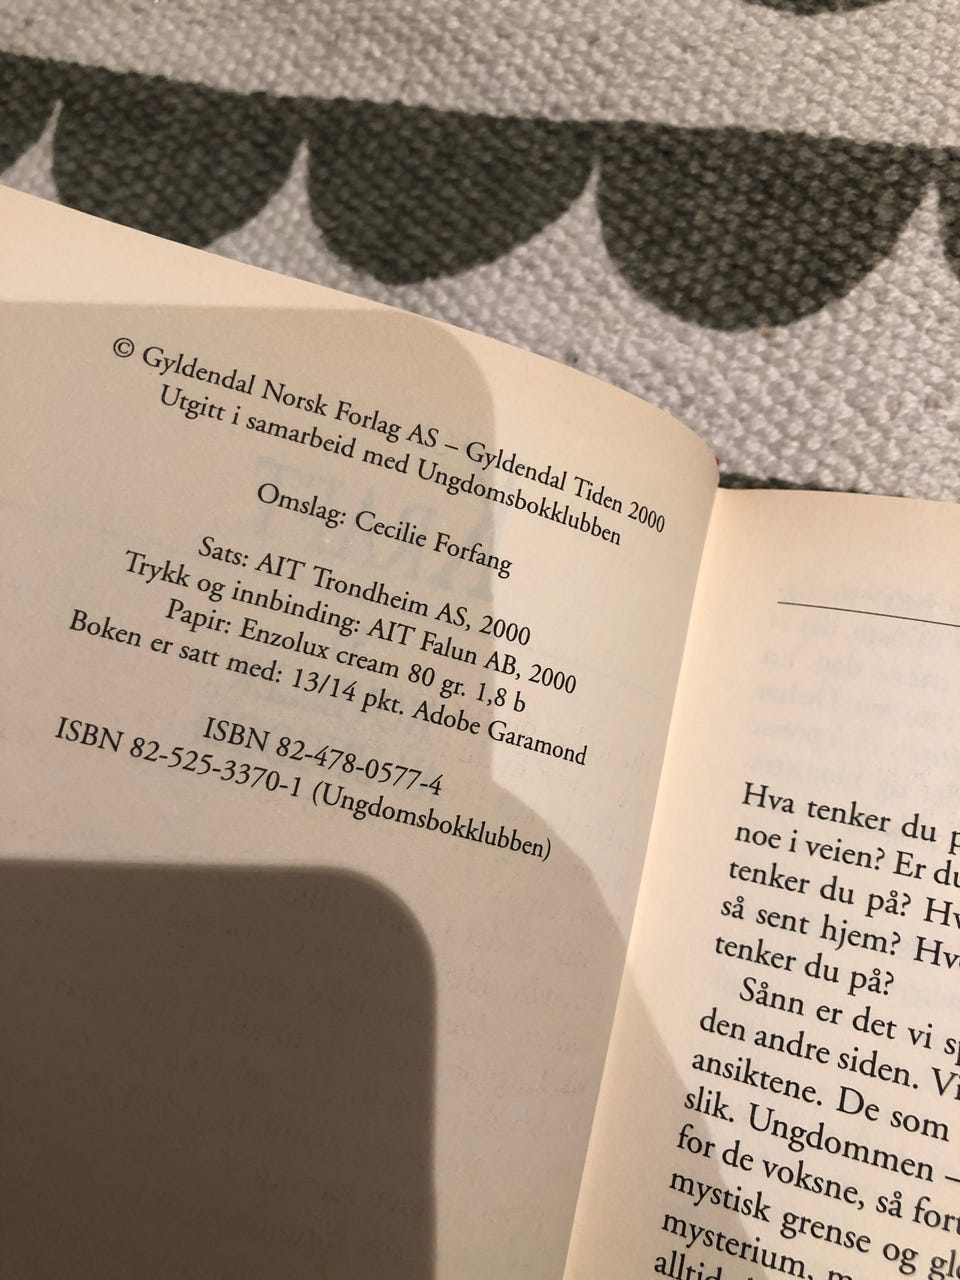 © Gyldendal Norsk Forlag AS – Gyldendal Tiden 2000
Utgitt i samarbeid med Ungdomsbokklubben
Omslag: Cecilie Forfang
Sats: AIT Trondheim AS, 2000
Trykk og innbinding: AIT Falun AB, 2000
Papir: Enzolux cream 80 gr. 1,8 b
Boken er satt med: 13/14 pkt. Adobe Garamond
ISBN 82-478-0577-4
ISBN 82-525-3370-1 (Ungdomsbokklubben)
Hva tenker du
noe i veien? Er du
tenker du på?
så sent hjem?
tenker du på?
Sånn er det vi
den andre siden. Vi
ansiktene. De som
slik. Ungdommen –
for de voksne, så
mystisk grense og
mysterium,
alltid